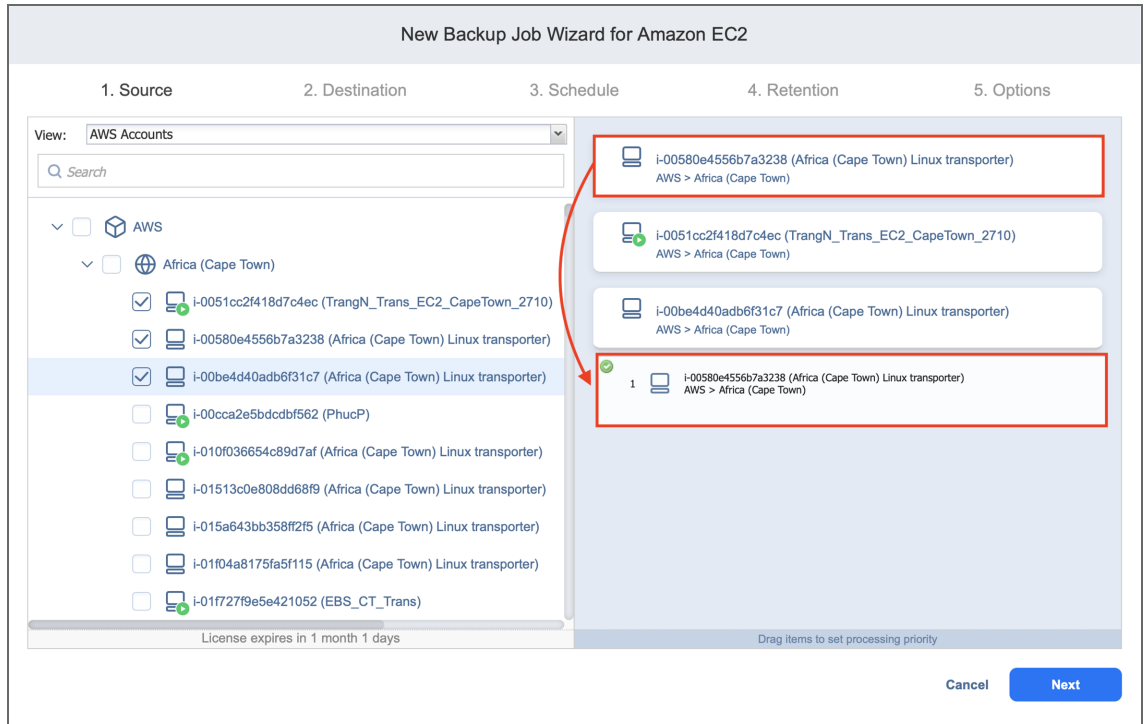 New Backup Job Wizard for Amazon EC2
1. Source
2. Destination
3. Schedule
4. Retention
5. Options
View:
AWS Accounts
Search
AWS
Africa (Cape Town)
i-0051cc2f418d7c4ec (TrangN_Trans_EC2_CapeTown_2710)
i-00580e4556b7a3238 (Africa (Cape Town) Linux transporter)
i-00be4d40adb6f31c7 (Africa (Cape Town) Linux transporter)
i-00cca2e5bdcdbf562 (PhucP)
i-010f036654c89d7af (Africa (Cape Town) Linux transporter)
i-01513c0e808dd68f9 (Africa (Cape Town) Linux transporter)
i-015a643bb358ff2f5 (Africa (Cape Town) Linux transporter)
i-01f04a8175fa5f115 (Africa (Cape Town) Linux transporter)
i-01f727f9e5e421052 (EBS_CT_Trans)
License expires in 1 month 1 days
i-00580e4556b7a3238 (Africa (Cape Town) Linux transporter)
AWS > Africa (Cape Town)
i-0051cc2f418d7c4ec (TrangN_Trans_EC2_CapeTown_2710)
AWS > Africa (Cape Town)
i-00be4d40adb6f31c7 (Africa (Cape Town) Linux transporter)
AWS > Africa (Cape Town)
1
i-00580e4556b7a3238 (Africa (Cape Town) Linux transporter)
AWS > Africa (Cape Town)
Drag items to set processing priority
Cancel
Next